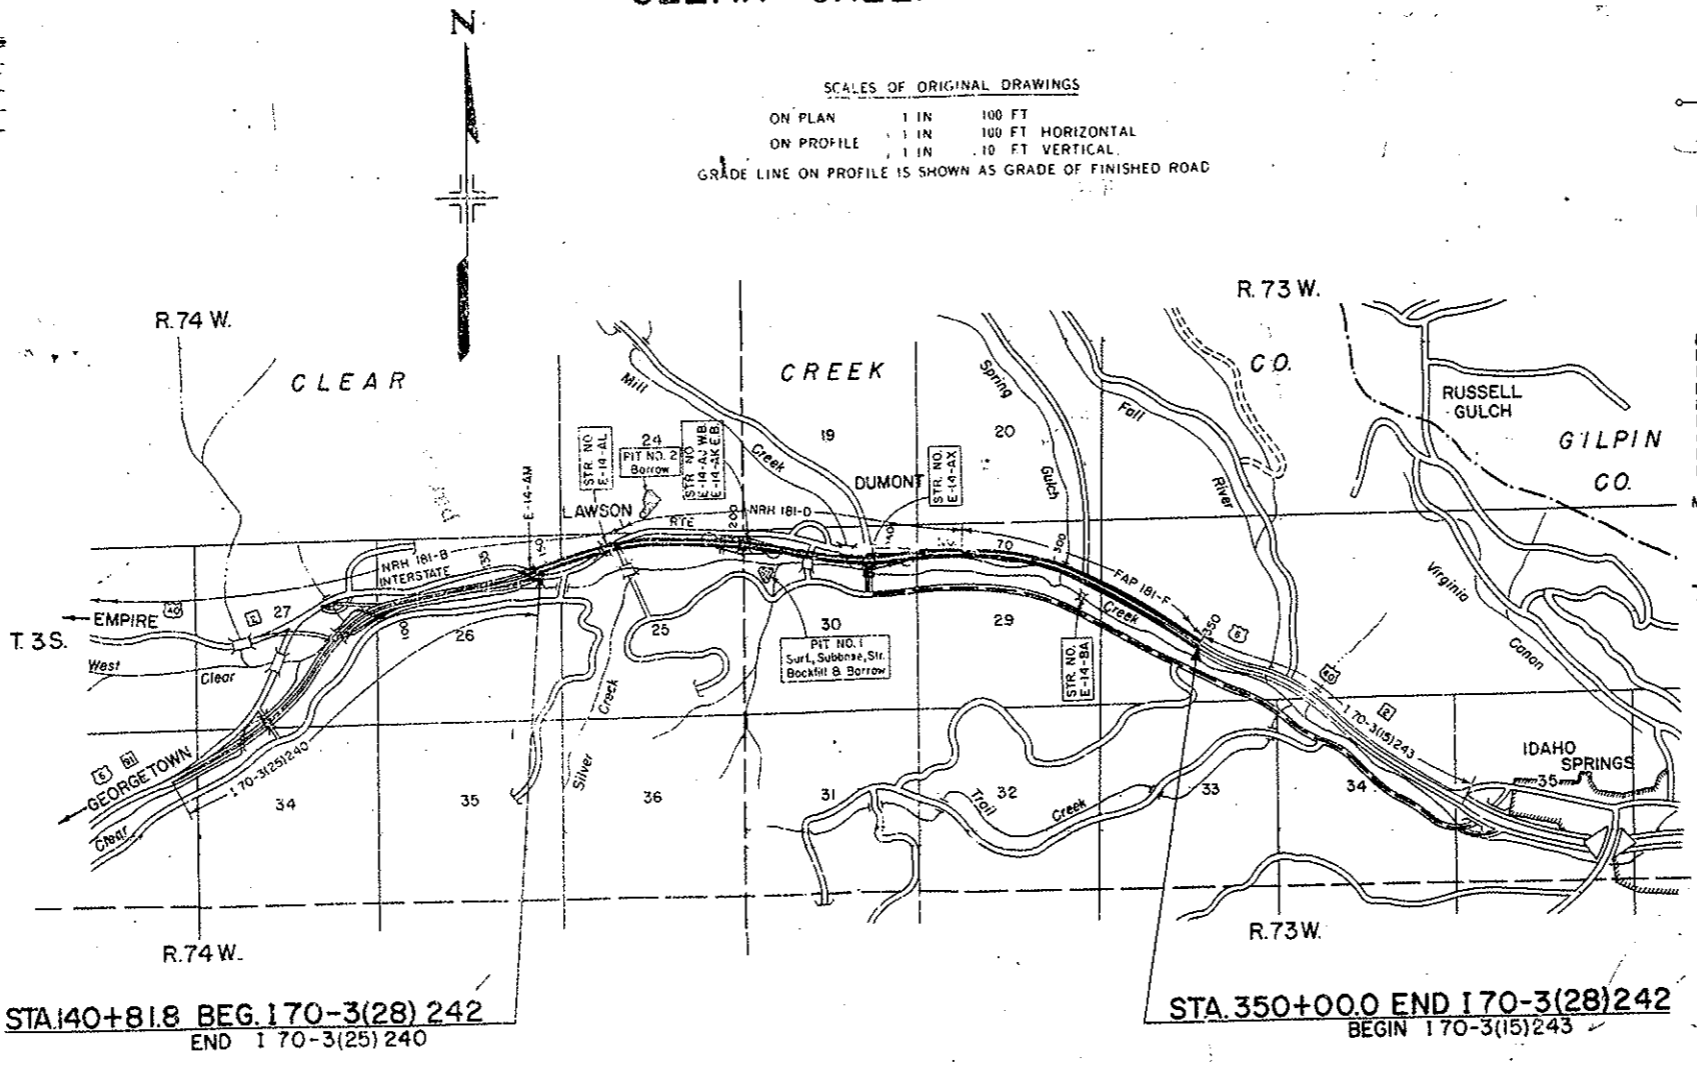 N
SCALES OF ORIGINAL DRAWINGS
ON PLAN 1 IN 100 FT
ON PROFILE 1 IN 100 FT HORIZONTAL
1 IN 10 FT VERTICAL
GRADE LINE ON PROFILE IS SHOWN AS GRADE OF FINISHED ROAD
R. 74 W.
R. 73 W.
CLEAR
CREEK
CO.
RUSSELL
GULCH
GILPIN
CO.
Mill
Creek
Spring
Gulch
Fall
River
19
20
24
PIT NO. 2
Borrow
STR. NO.
E-14-AL
STR. NO.
E-14-AJ W.B.
E-14-AK E.B.
STR. NO.
E-14-AX
DUMONT
LAWSON
E-14-AM
150
200
300
350
NRH 181-D
RTE
70
NRH 181-B
INTERSTATE
FAP 181-F
Creek
EMPIRE
40
2
27
100
26
25
30
29
T. 3 S.
West
Clear
PIT NO. 1
Surf., Subbase, Str.
Backfill & Borrow
STR. NO.
E-14-BA
6
40
2
I 70-3(15)243
Virginia
Canon
IDAHO
SPRINGS
6
91
GEORGETOWN
I 70-3(25)240
Clear
Silver
Creek
34
35
36
31
32
33
34
35
Trail
Creek
R. 74 W.
R. 73 W.
STA. 140+81.8 BEG. I 70-3(28) 242
END I 70-3(25) 240
STA. 350+00.0 END I 70-3(28) 242
BEGIN I 70-3(15) 243